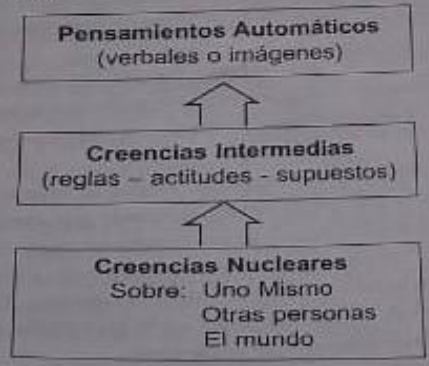 Pensamientos Automáticos
(verbales o imágenes)
Creencias Intermedias
(reglas – actitudes - supuestos)
Creencias Nucleares
Sobre: Uno Mismo
Otras personas
El mundo